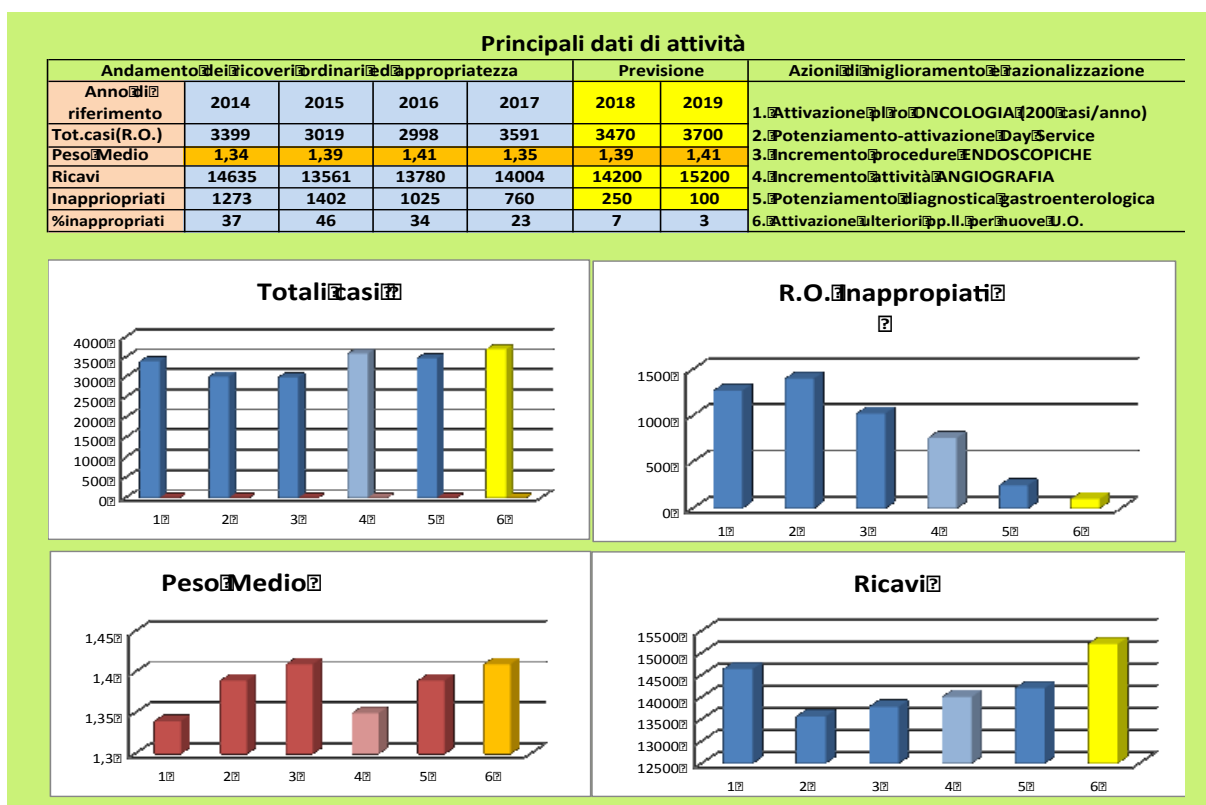 Principali dati di attività
Andamento dei ricoveri ordinari ed appropriatezza Previsione Azioni di miglioramento e razionalizzazione
Anno di riferimento 2014 2015 2016 2017 2018 2019 1. Attivazione pl ro ONCOLOGIA (200 casi/anno)
Tot.casi(R.O.) 3399 3019 2998 3591 3470 3700 2. Potenziamento-attivazione Day Service
Peso Medio 1,34 1,39 1,41 1,35 1,39 1,41 3. Incremento procedure ENDOSCOPICHE
Ricavi 14635 13561 13780 14004 14200 15200 4. Incremento attività ANGIOGRAFIA
Inappriopriati 1273 1402 1025 760 250 100 5. Potenziamento diagnostica gastroenterologica
%inappropriati 37 46 34 23 7 3 6. Attivazione ulteriori pp.ll. per nuove U.O.
Totali casi
4000
3500
3000
2500
2000
1500
1000
500
0
1 2 3 4 5 6
R.O. Inappropiati
1500
1000
500
0
1 2 3 4 5 6
Peso Medio
1,45
1,4
1,35
1,3
1 2 3 4 5 6
Ricavi
15500
15000
14500
14000
13500
13000
12500
1 2 3 4 5 6